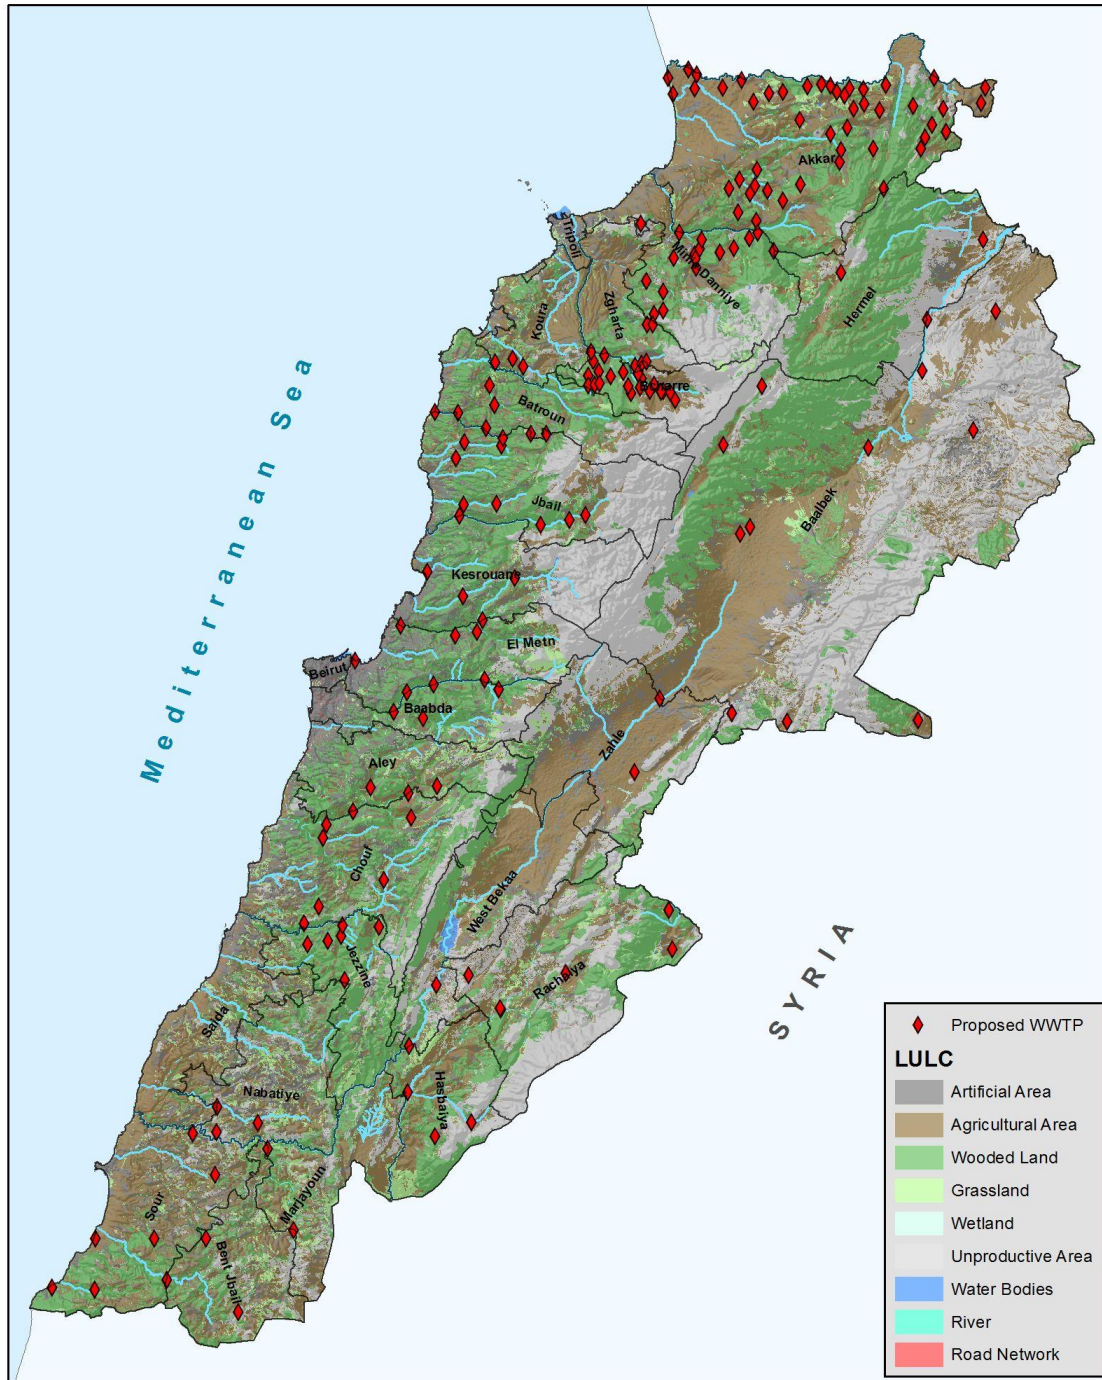 Akkar
Tripoli
Minie Danniye
Hermel
Zgharta
Koura
Bcharre
Batroun
Baalbek
Jbail
Kesrouane
Mediterranean Sea
El Metn
Beirut
Baabda
Zahle
Aley
Chouf
West Bekaa
SYRIA
Jezzine
Rachaiya
Saida
Nabatiye
Hasbaiya
Marjayoun
Sour
Bent Jbail
Proposed WWTP
LULC
Artificial Area
Agricultural Area
Wooded Land
Grassland
Wetland
Unproductive Area
Water Bodies
River
Road Network